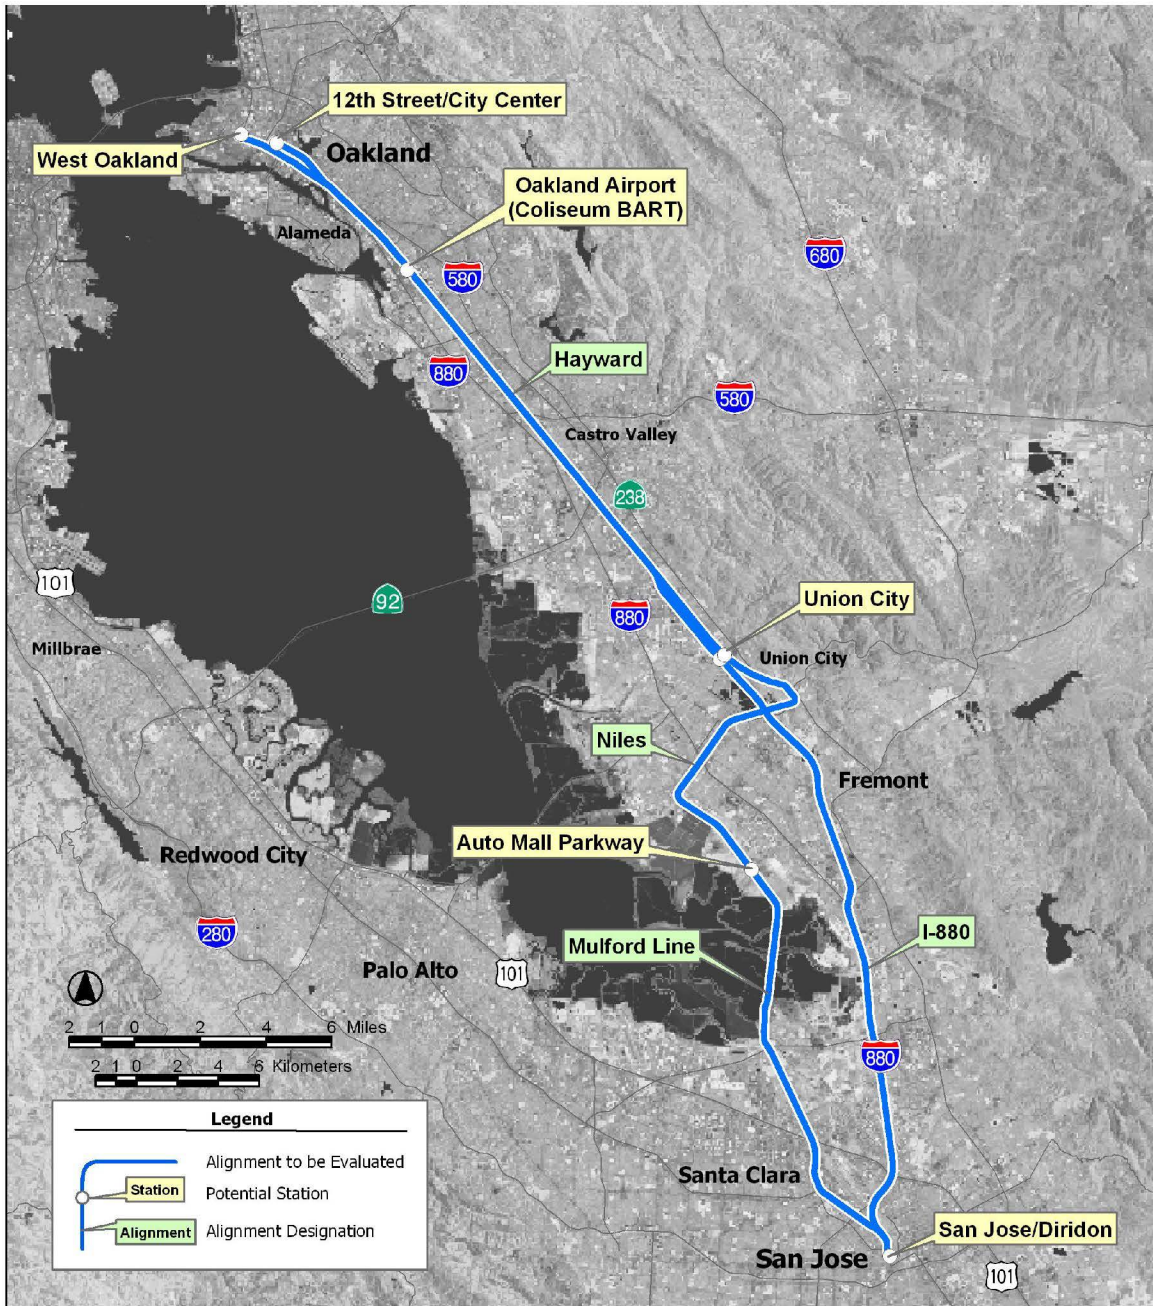 12th Street/City Center
West Oakland
Oakland
Oakland Airport
(Coliseum BART)
Alameda
580
680
Hayward
880
580
Castro Valley
238
101
92
880
Union City
Millbrae
Union City
Niles
Fremont
Auto Mall Parkway
Redwood City
280
Mulford Line
I-880
Palo Alto
101
2 1 0 2 4 6 Miles
2 1 0 2 4 6 Kilometers
880
Legend
Alignment to be Evaluated
Station
Potential Station
Alignment
Alignment Designation
Santa Clara
San Jose/Diridon
San Jose
101